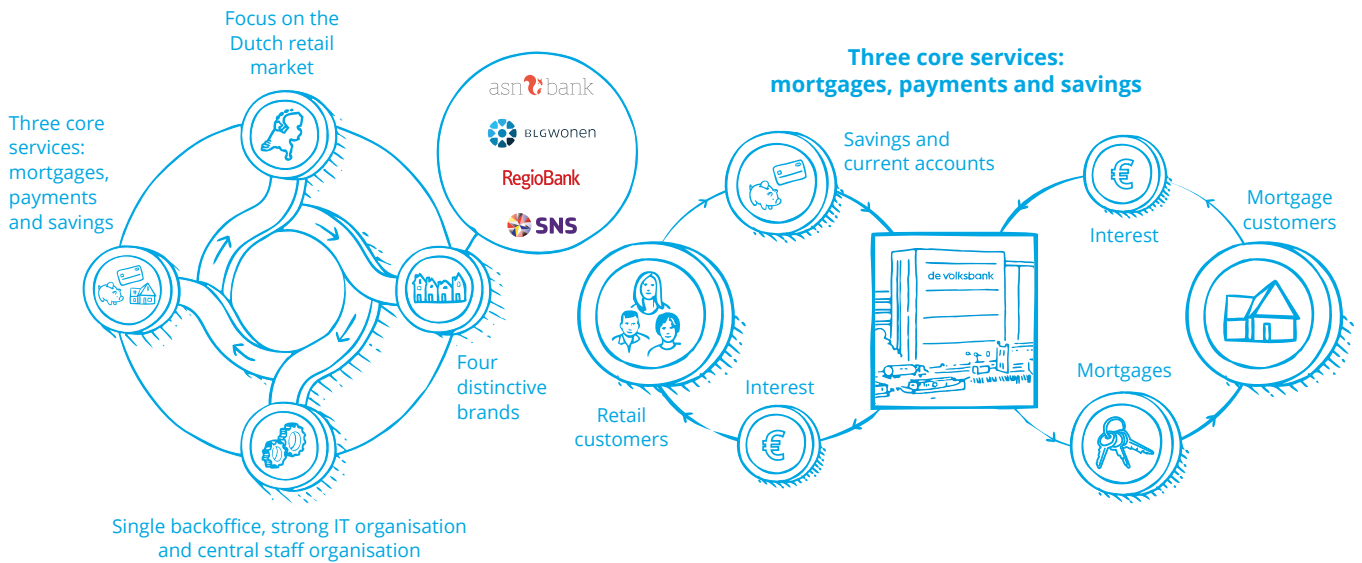 Focus on the
Dutch retail
market
Three core
services:
mortgages,
payments
and savings
asn bank
BLGWONEN
RegioBank
SNS
Four
distinctive
brands
Single backoffice, strong IT organisation
and central staff organisation
Three core services:
mortgages, payments and savings
Savings and
current accounts
€
Interest
Mortgage
customers
de volksbank
Retail
customers
Interest
€
Mortgages